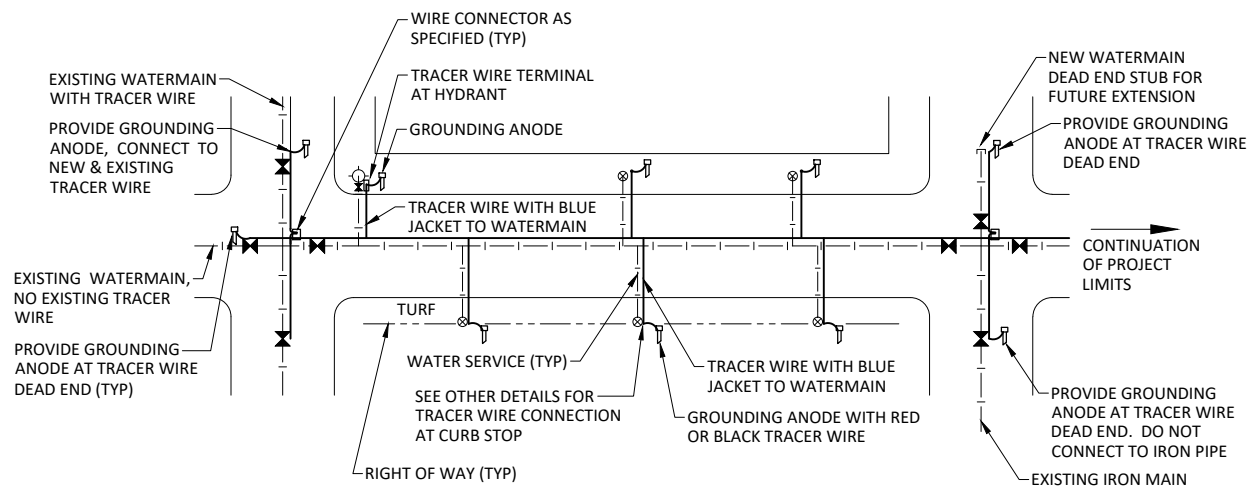 WIRE CONNECTOR AS
SPECIFIED (TYP)
TRACER WIRE TERMINAL
AT HYDRANT
GROUNDING ANODE
EXISTING WATERMAIN
WITH TRACER WIRE
PROVIDE GROUNDING
ANODE, CONNECT TO
NEW & EXISTING
TRACER WIRE
NEW WATERMAIN
DEAD END STUB FOR
FUTURE EXTENSION
PROVIDE GROUNDING
ANODE AT TRACER WIRE
DEAD END
TRACER WIRE WITH BLUE
JACKET TO WATERMAIN
CONTINUATION
OF PROJECT
LIMITS
EXISTING WATERMAIN,
NO EXISTING TRACER
WIRE
TURF
PROVIDE GROUNDING
ANODE AT TRACER WIRE
DEAD END (TYP)
WATER SERVICE (TYP)
TRACER WIRE WITH BLUE
JACKET TO WATERMAIN
SEE OTHER DETAILS FOR
TRACER WIRE CONNECTION
AT CURB STOP
GROUNDING ANODE WITH RED
OR BLACK TRACER WIRE
PROVIDE GROUNDING
ANODE AT TRACER WIRE
DEAD END. DO NOT
CONNECT TO IRON PIPE
RIGHT OF WAY (TYP)
EXISTING IRON MAIN